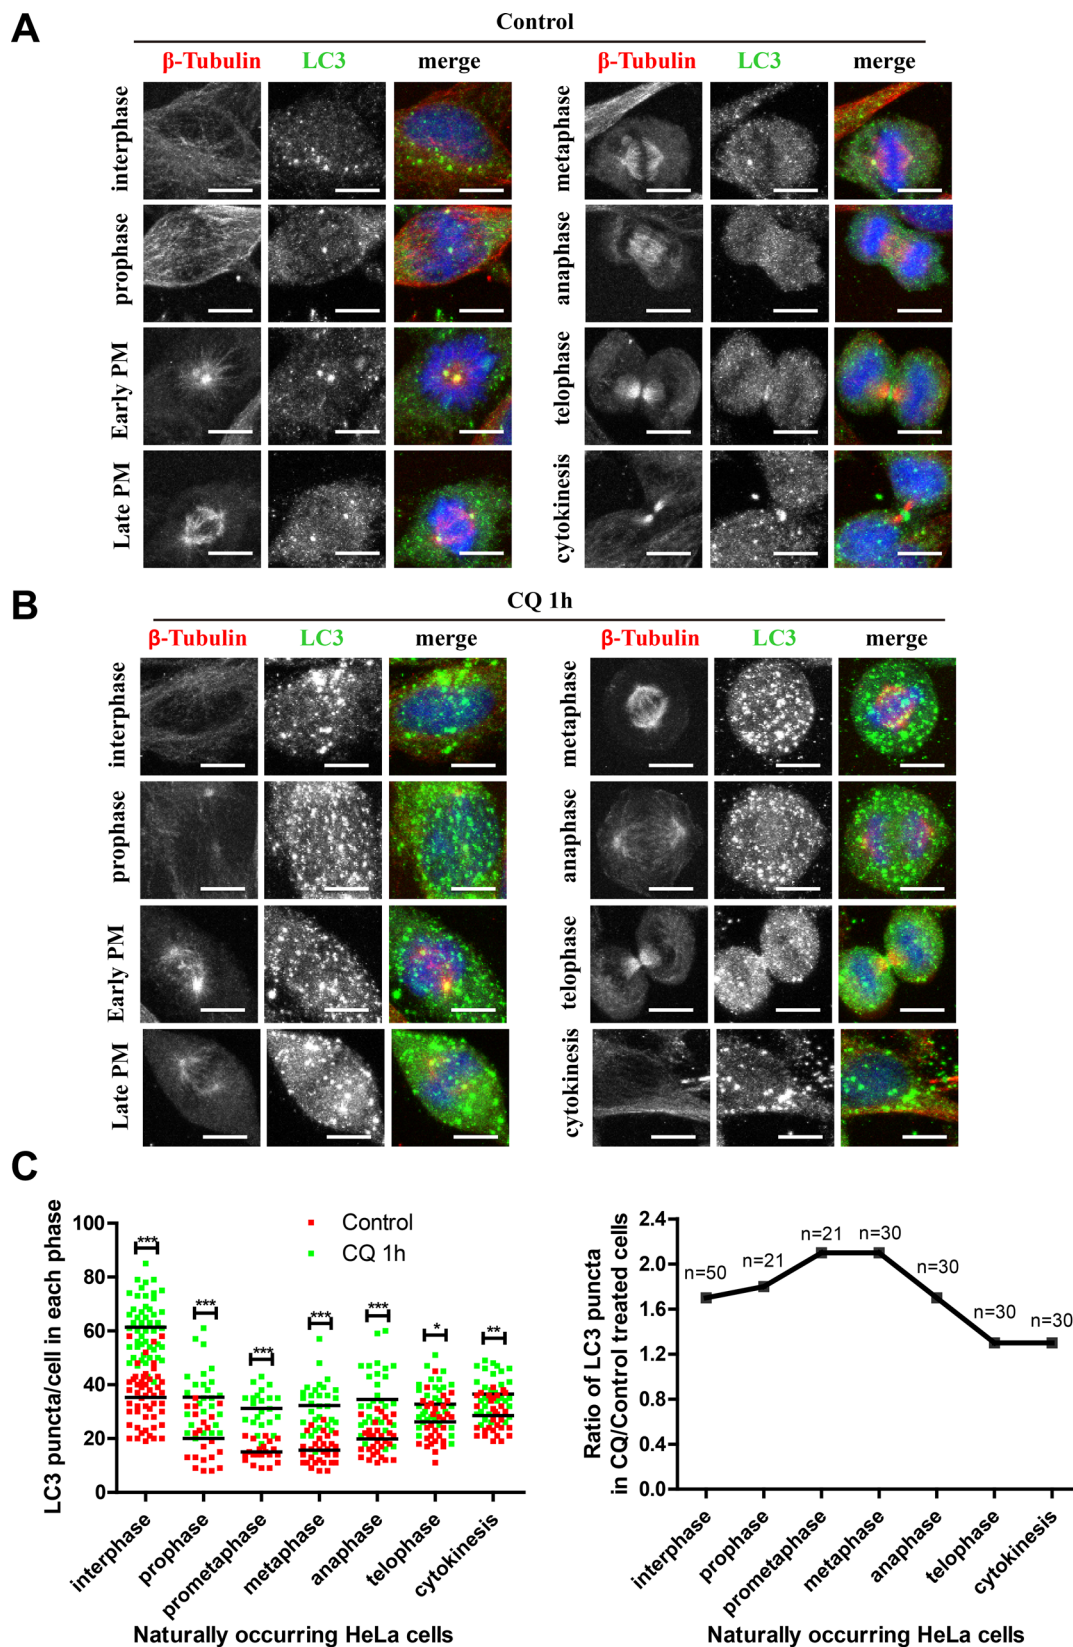 A
Control
β-Tubulin LC3 merge β-Tubulin LC3 merge
interphase
metaphase
prophase
anaphase
Early PM
telophase
Late PM
cytokinesis
B
CQ 1h
β-Tubulin LC3 merge β-Tubulin LC3 merge
interphase
metaphase
prophase
anaphase
Early PM
telophase
Late PM
cytokinesis
C
LC3 puncta/cell in each phase
100
80
60
40
20
0
Control
CQ 1h
***
***
***
***
***
*
**
interphase
prophase
prometaphase
metaphase
anaphase
telophase
cytokinesis
Naturally occurring HeLa cells
Ratio of LC3 puncta
in CQ/Control treated cells
2.4
2.0
1.6
1.2
0.8
0.4
0.0
n=50
n=21
n=21
n=30
n=30
n=30
n=30
interphase
prophase
prometaphase
metaphase
anaphase
telophase
cytokinesis
Naturally occurring HeLa cells